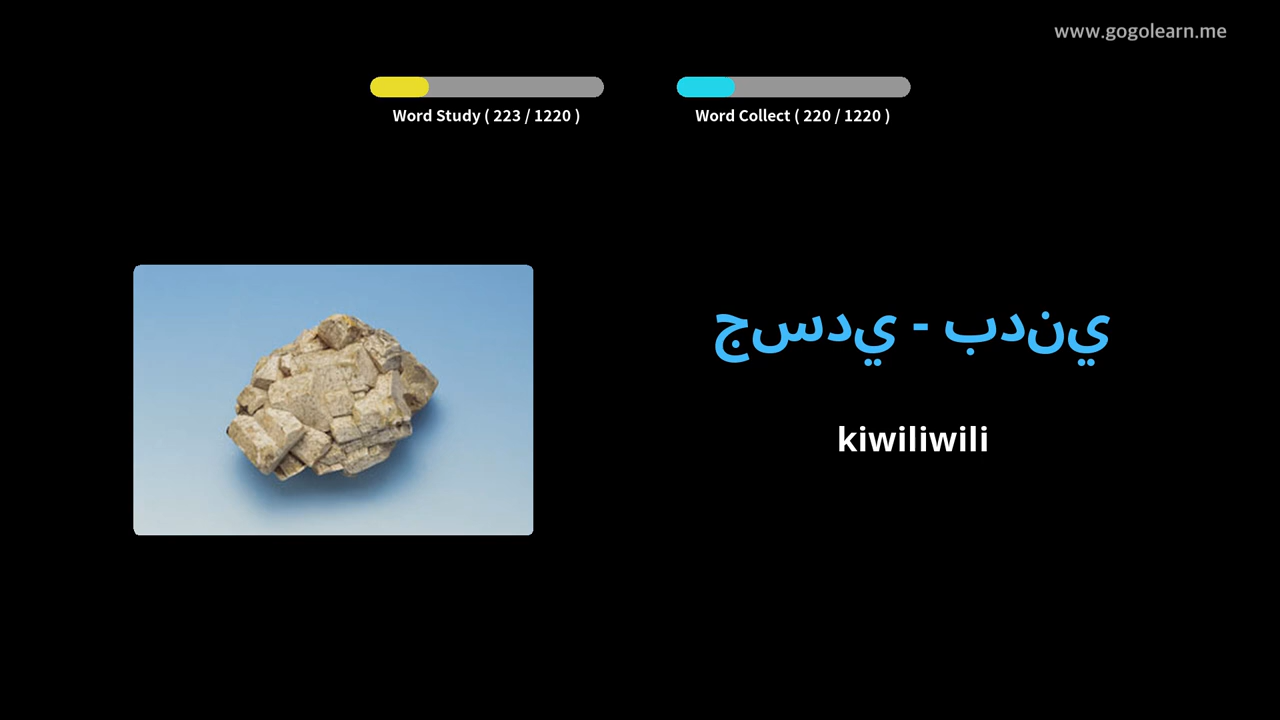 www.gogolearn.me
Word Study ( 223 / 1220 )
Word Collect ( 220 / 1220 )
جسدي - بدني
kiwiliwili